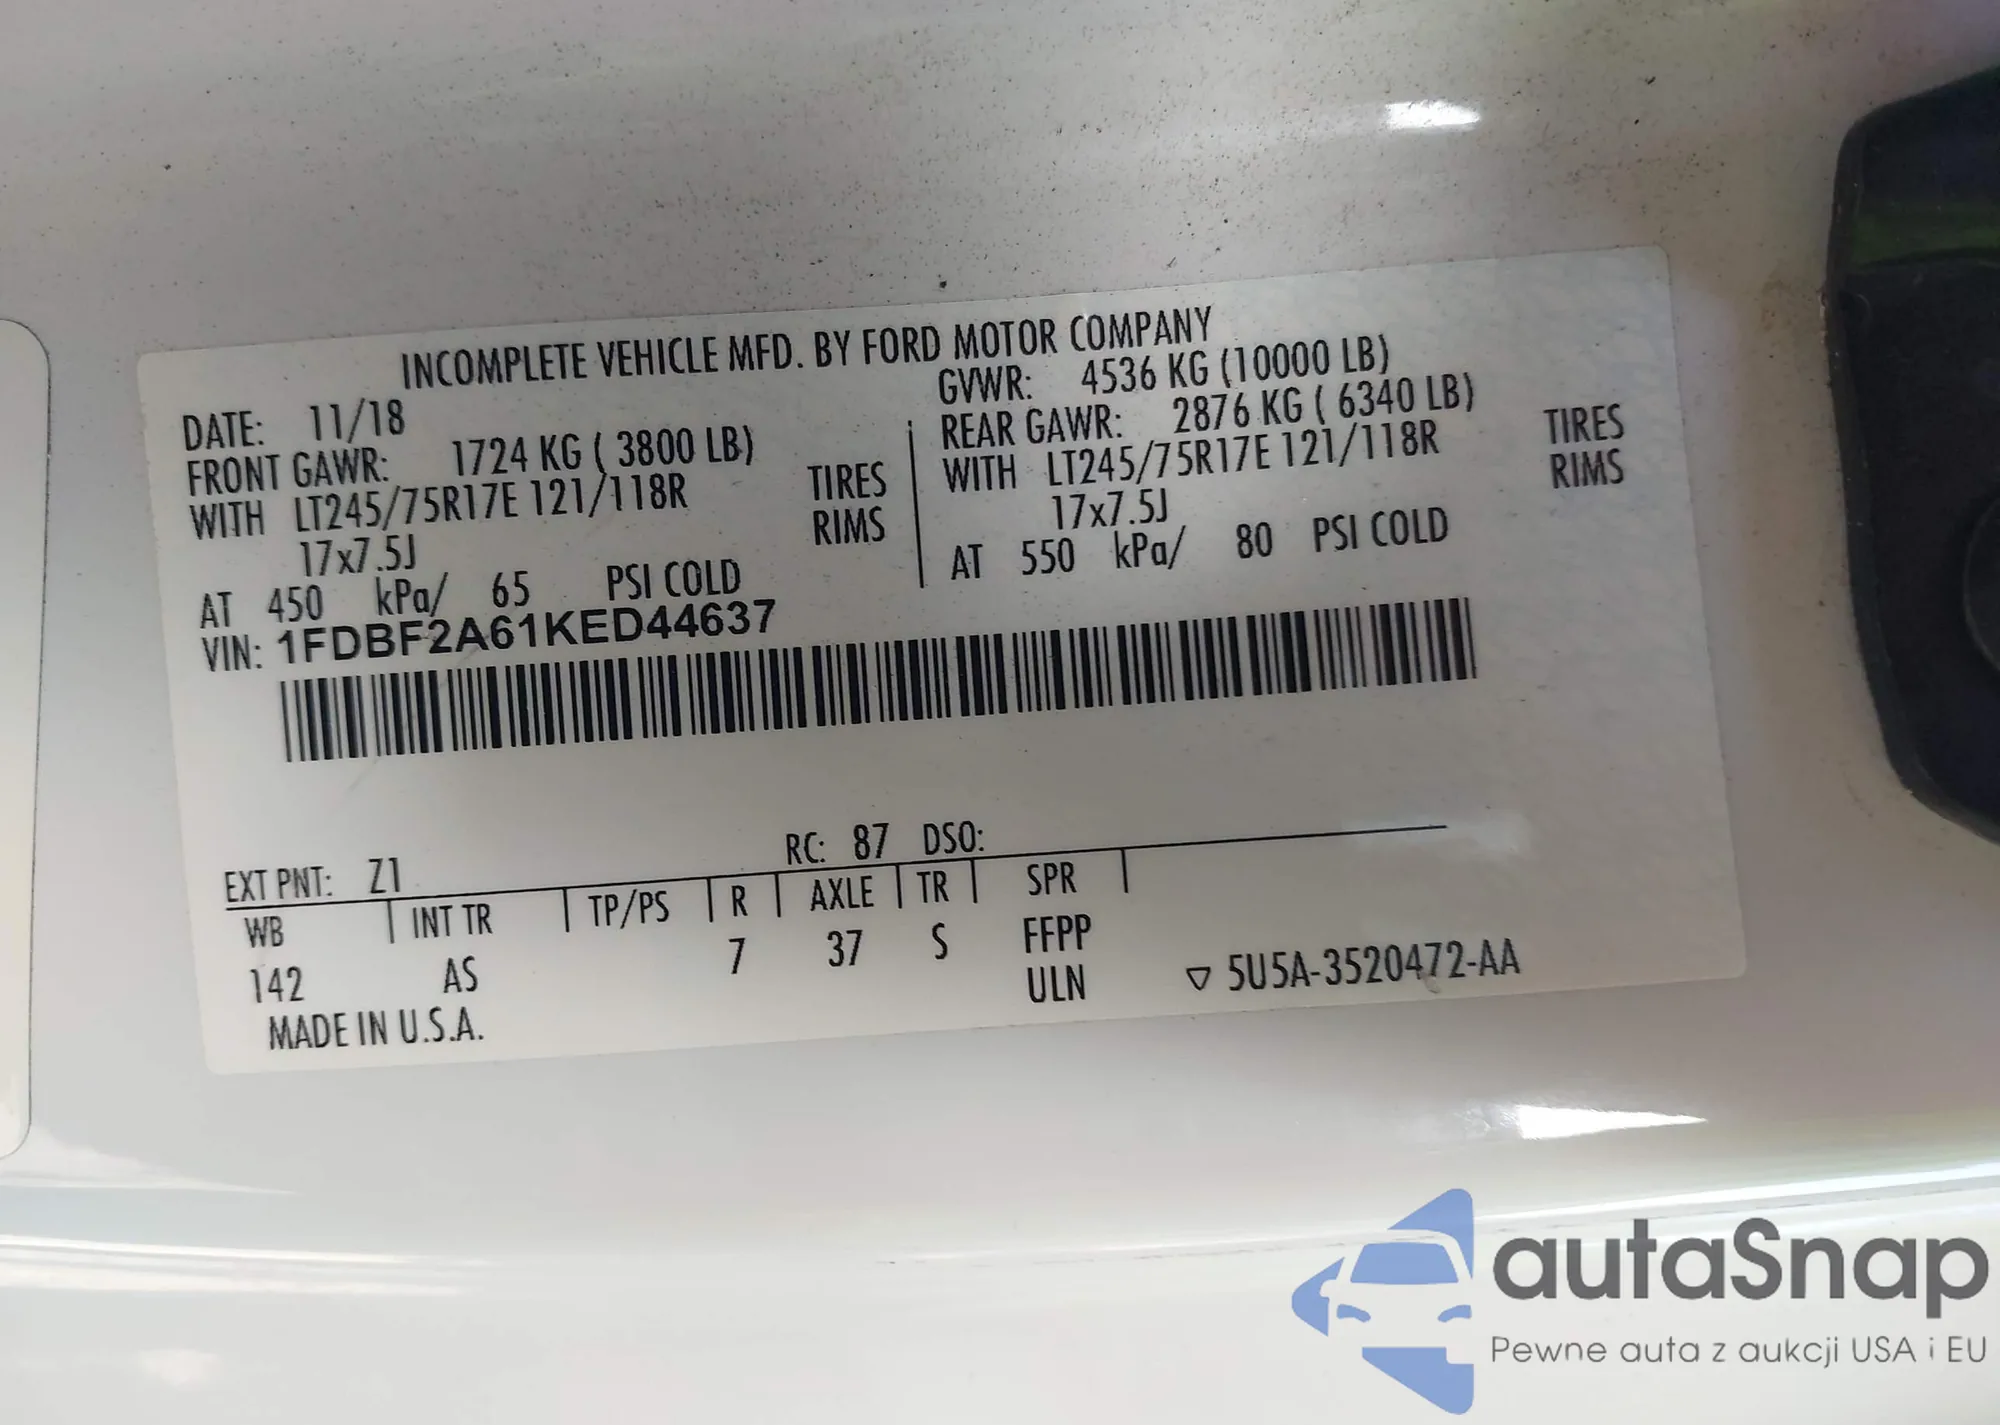 INCOMPLETE VEHICLE MFD. BY FORD MOTOR COMPANY
DATE: 11/18 GVWR: 4536 KG (10000 LB)
FRONT GAWR: 1724 KG ( 3800 LB) REAR GAWR: 2876 KG ( 6340 LB)
WITH LT245/75R17E 121/118R TIRES WITH LT245/75R17E 121/118R TIRES
17x7.5J RIMS 17x7.5J RIMS
AT 450 kPa/ 65 PSI COLD AT 550 kPa/ 80 PSI COLD
VIN: 1FDBF2A61KED44637
EXT PNT: Z1 RC: 87 DSO:
WB INT TR TP/PS R AXLE TR SPR
142 AS 7 37 S FFPP
ULN ▽ 5U5A-3520472-AA
MADE IN U.S.A.
autaSnap
Pewne auta z aukcji USA i EU